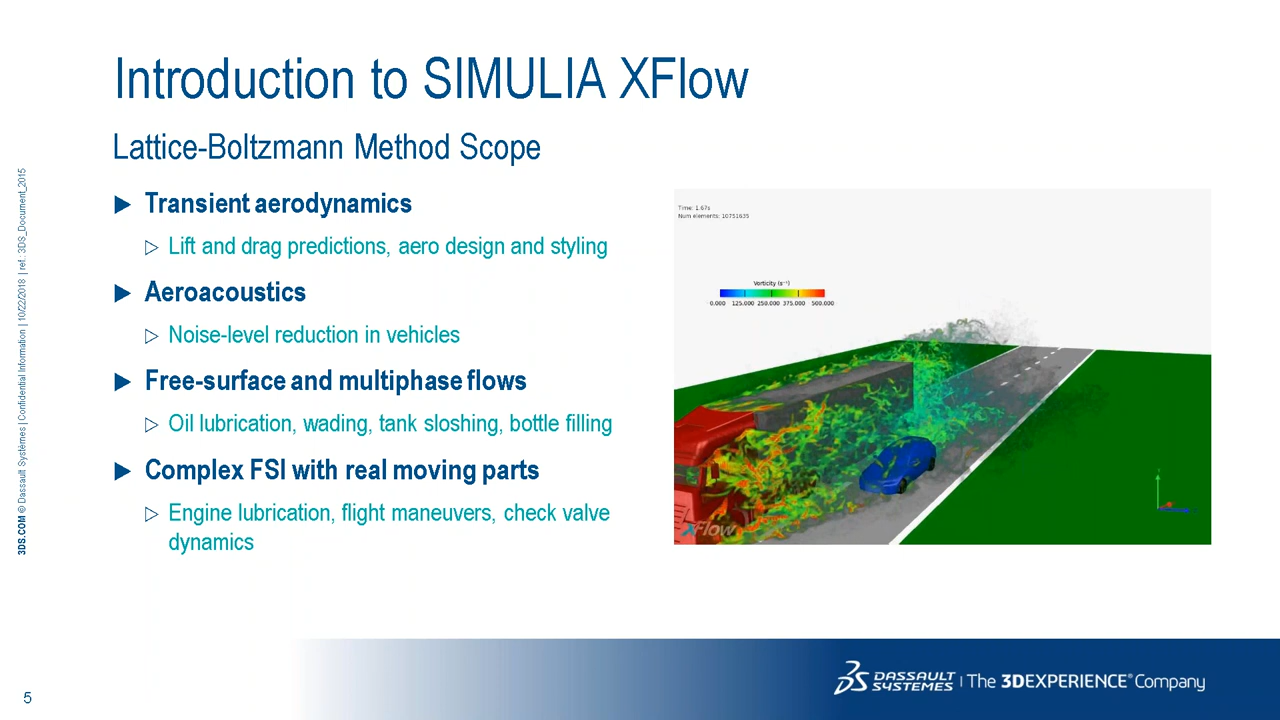 Introduction to SIMULIA XFlow
Lattice-Boltzmann Method Scope
Transient aerodynamics
Lift and drag predictions, aero design and styling
Aeroacoustics
Noise-level reduction in vehicles
Free-surface and multiphase flows
Oil lubrication, wading, tank sloshing, bottle filling
Complex FSI with real moving parts
Engine lubrication, flight maneuvers, check valve
dynamics
Time: 1.67s
Num elements: 10751635
Vorticity (s⁻¹)
0.000 125.000 250.000 375.000 500.000
XFlow
3DS.COM © Dassault Systèmes | Confidential Information | 10/22/2018 | ref.: 3DS_Document_2015
5
DASSAULT
SYSTEMES | The 3DEXPERIENCE® Company